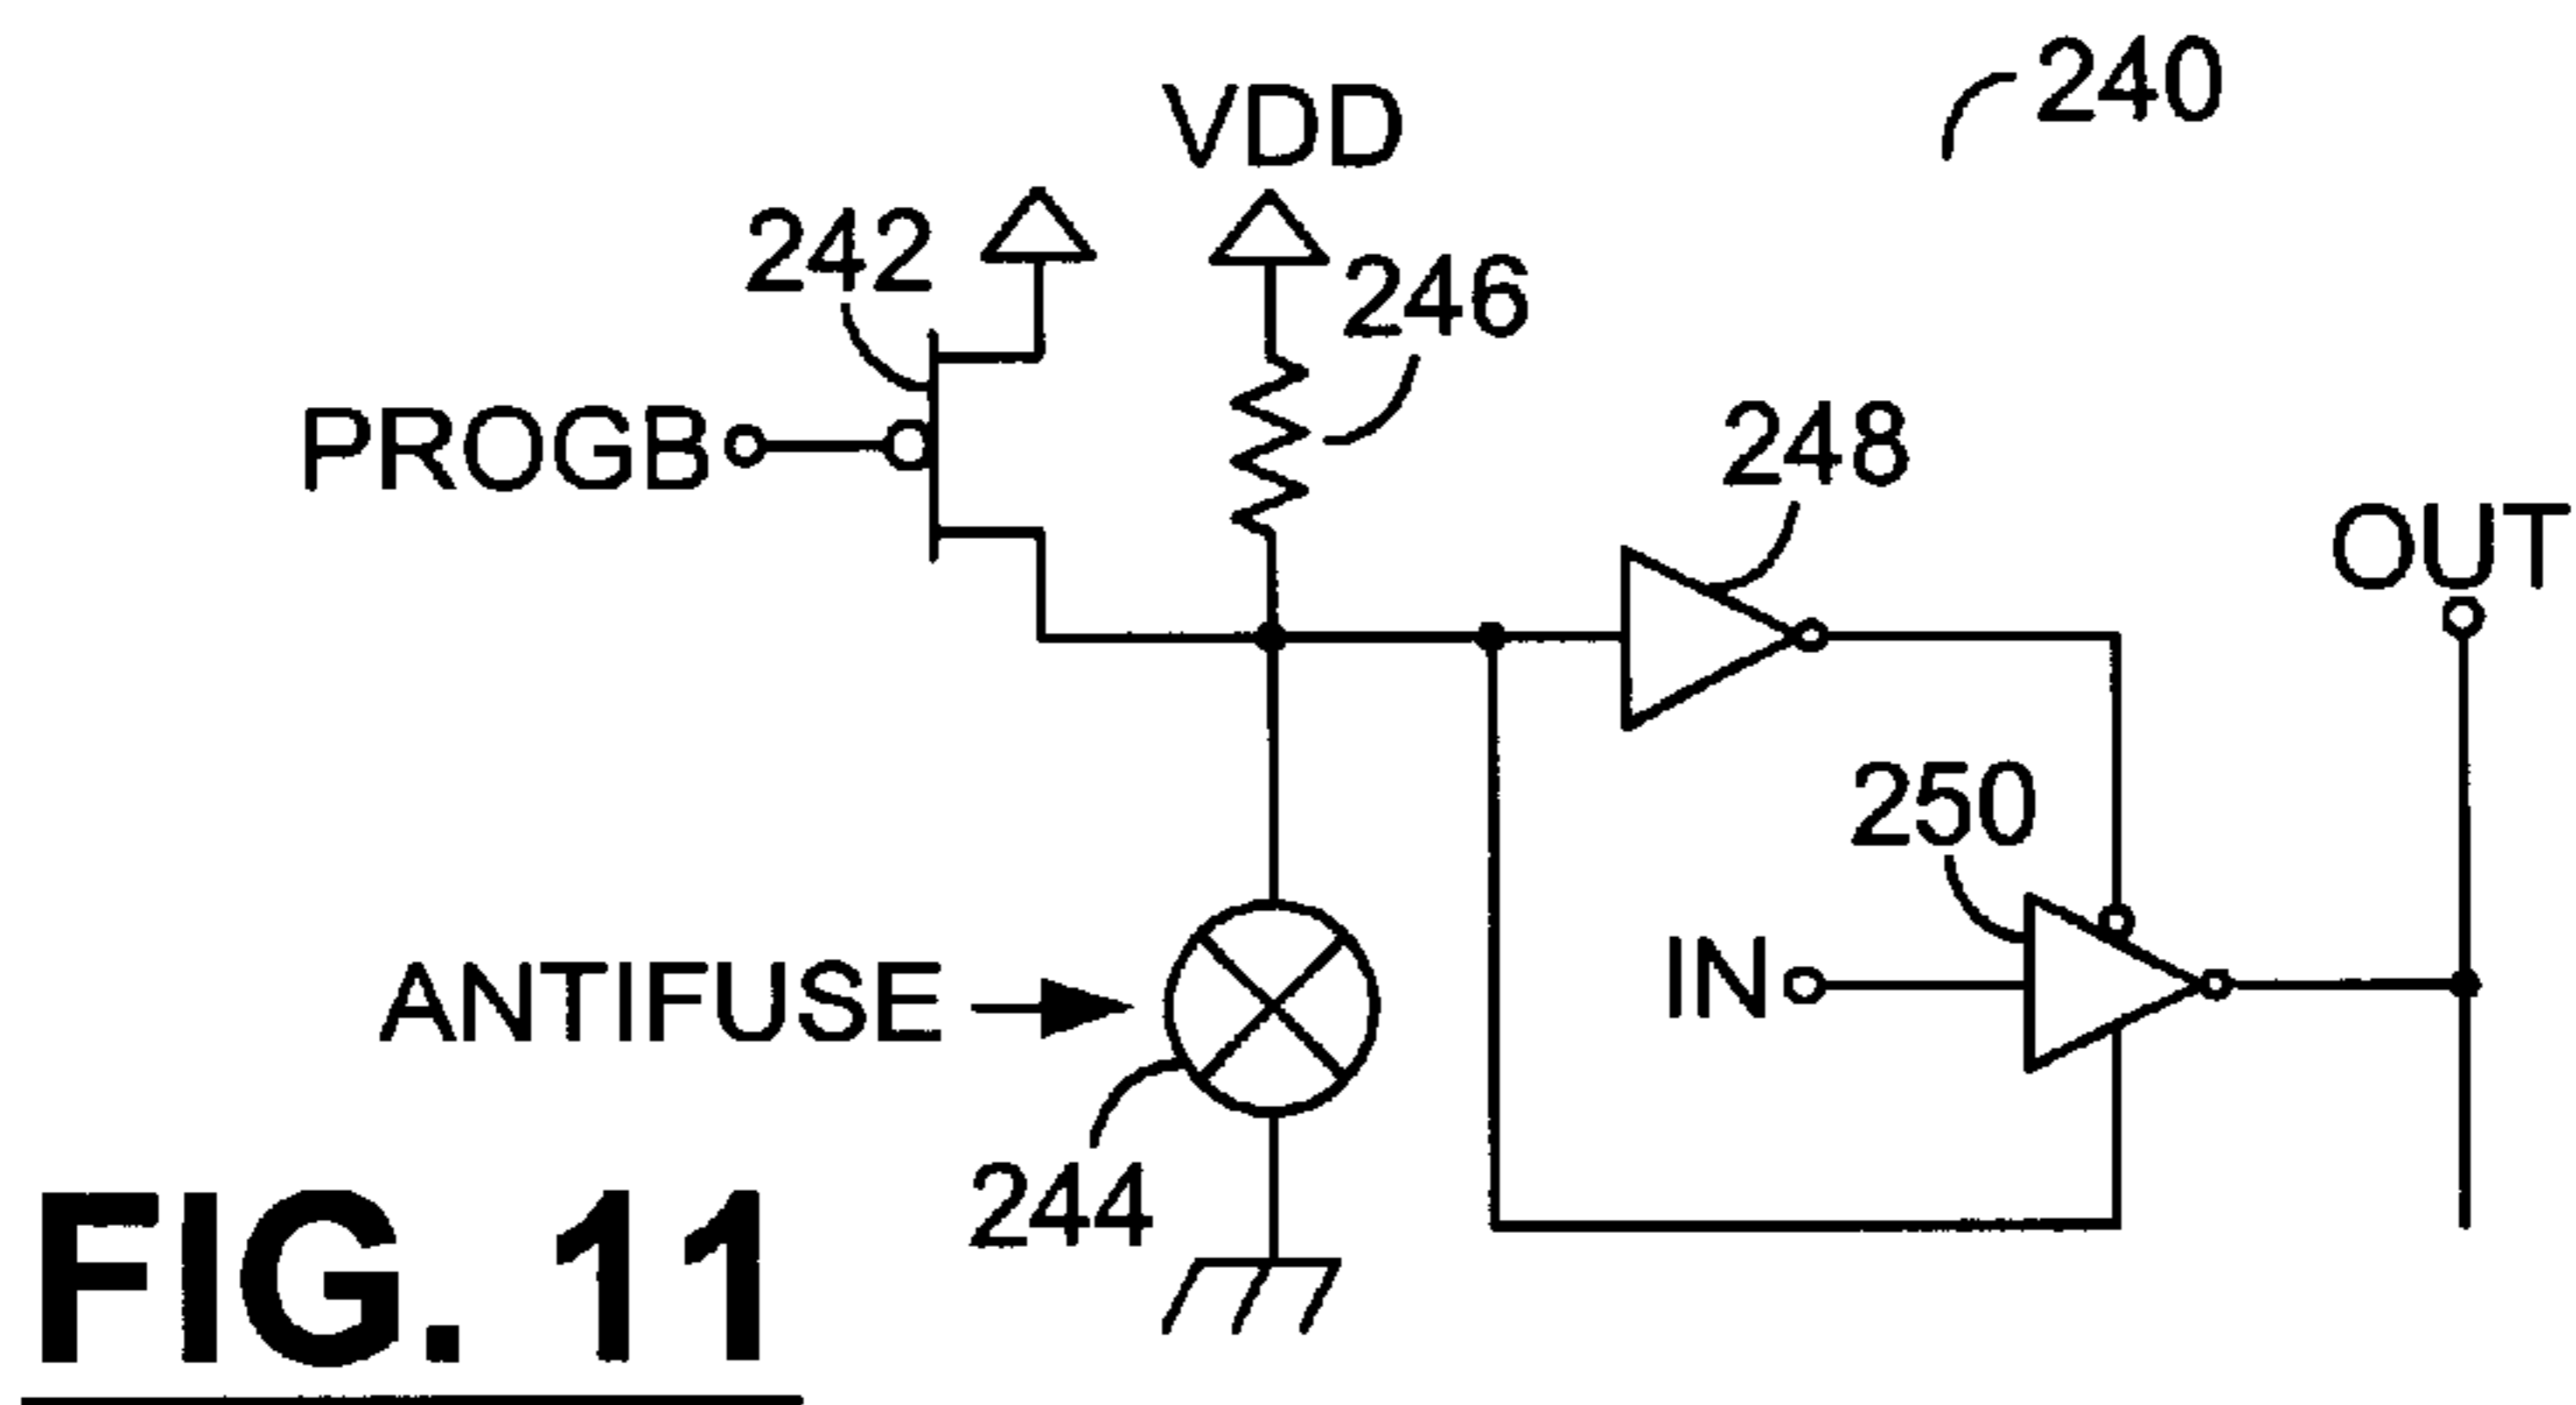 240
VDD
242
246
PROGB
248
OUT
250
IN
ANTIFUSE
244
FIG. 11